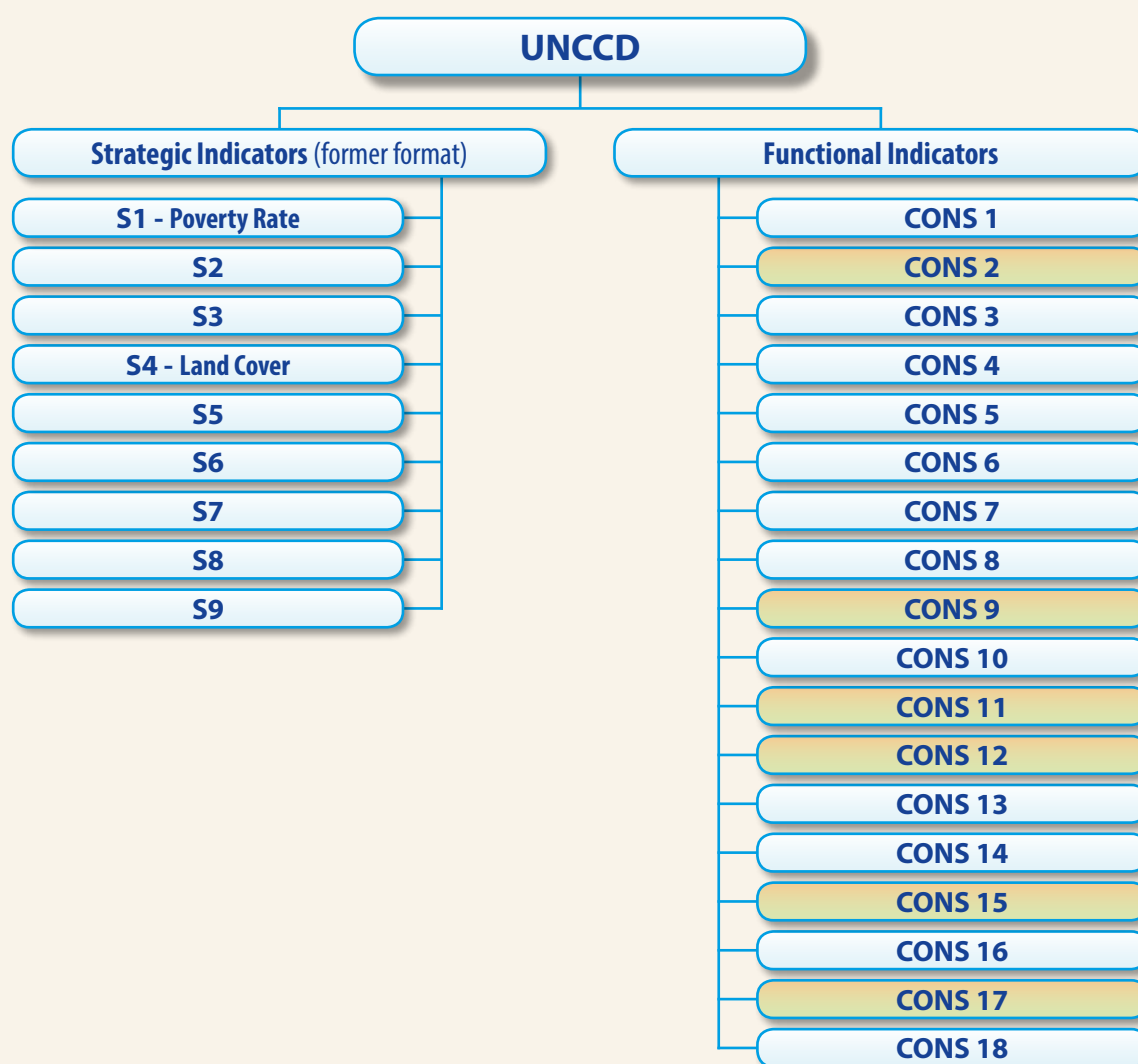 UNCCD
Strategic Indicators (former format)
S1 - Poverty Rate
S2
S3
S4 - Land Cover
S5
S6
S7
S8
S9
Functional Indicators
CONS 1
CONS 2
CONS 3
CONS 4
CONS 5
CONS 6
CONS 7
CONS 8
CONS 9
CONS 10
CONS 11
CONS 12
CONS 13
CONS 14
CONS 15
CONS 16
CONS 17
CONS 18